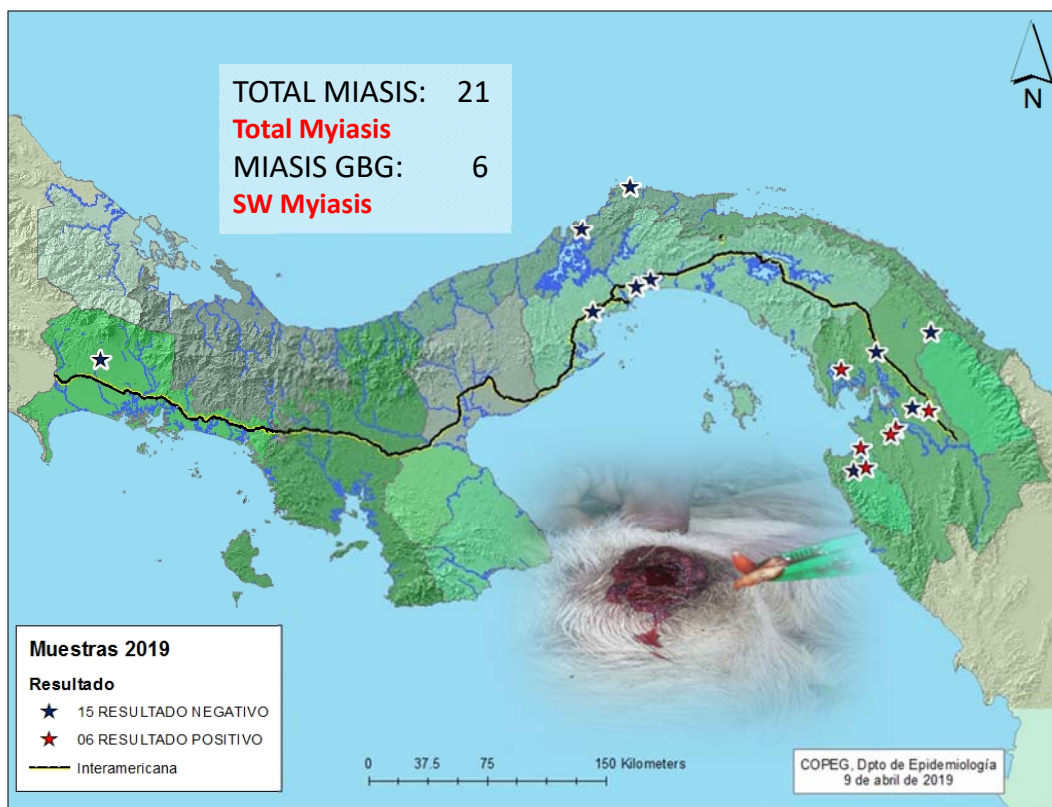 TOTAL MIASIS: 21
Total Myiasis
MIASIS GBG: 6
SW Myiasis
N
Muestras 2019
Resultado
15 RESULTADO NEGATIVO
06 RESULTADO POSITIVO
Interamericana
0 37.5 75 150 Kilometers
COPEG, Dpto de Epidemiología
9 de abril de 2019